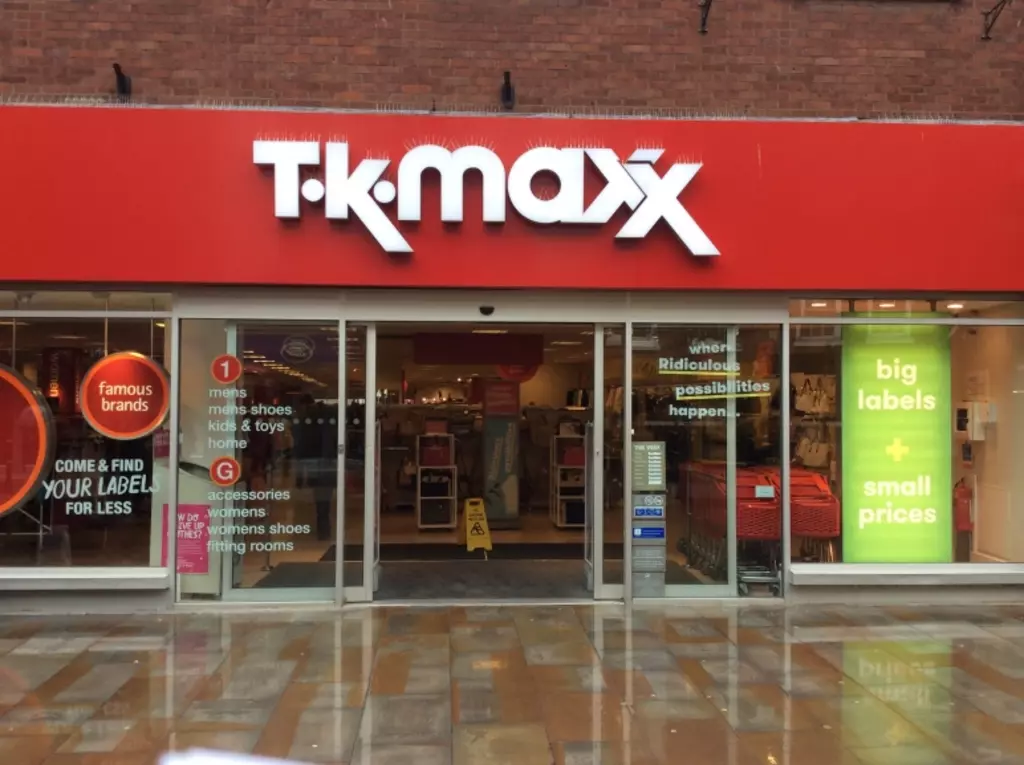 T·K·maxx
famous
brands
COME & FIND
YOUR LABELS
FOR LESS
1
mens
mens shoes
kids & toys
home
G
accessories
womens
womens shoes
fitting rooms
where
Ridiculous
possibilities
happen...
big
labels
+
small
prices